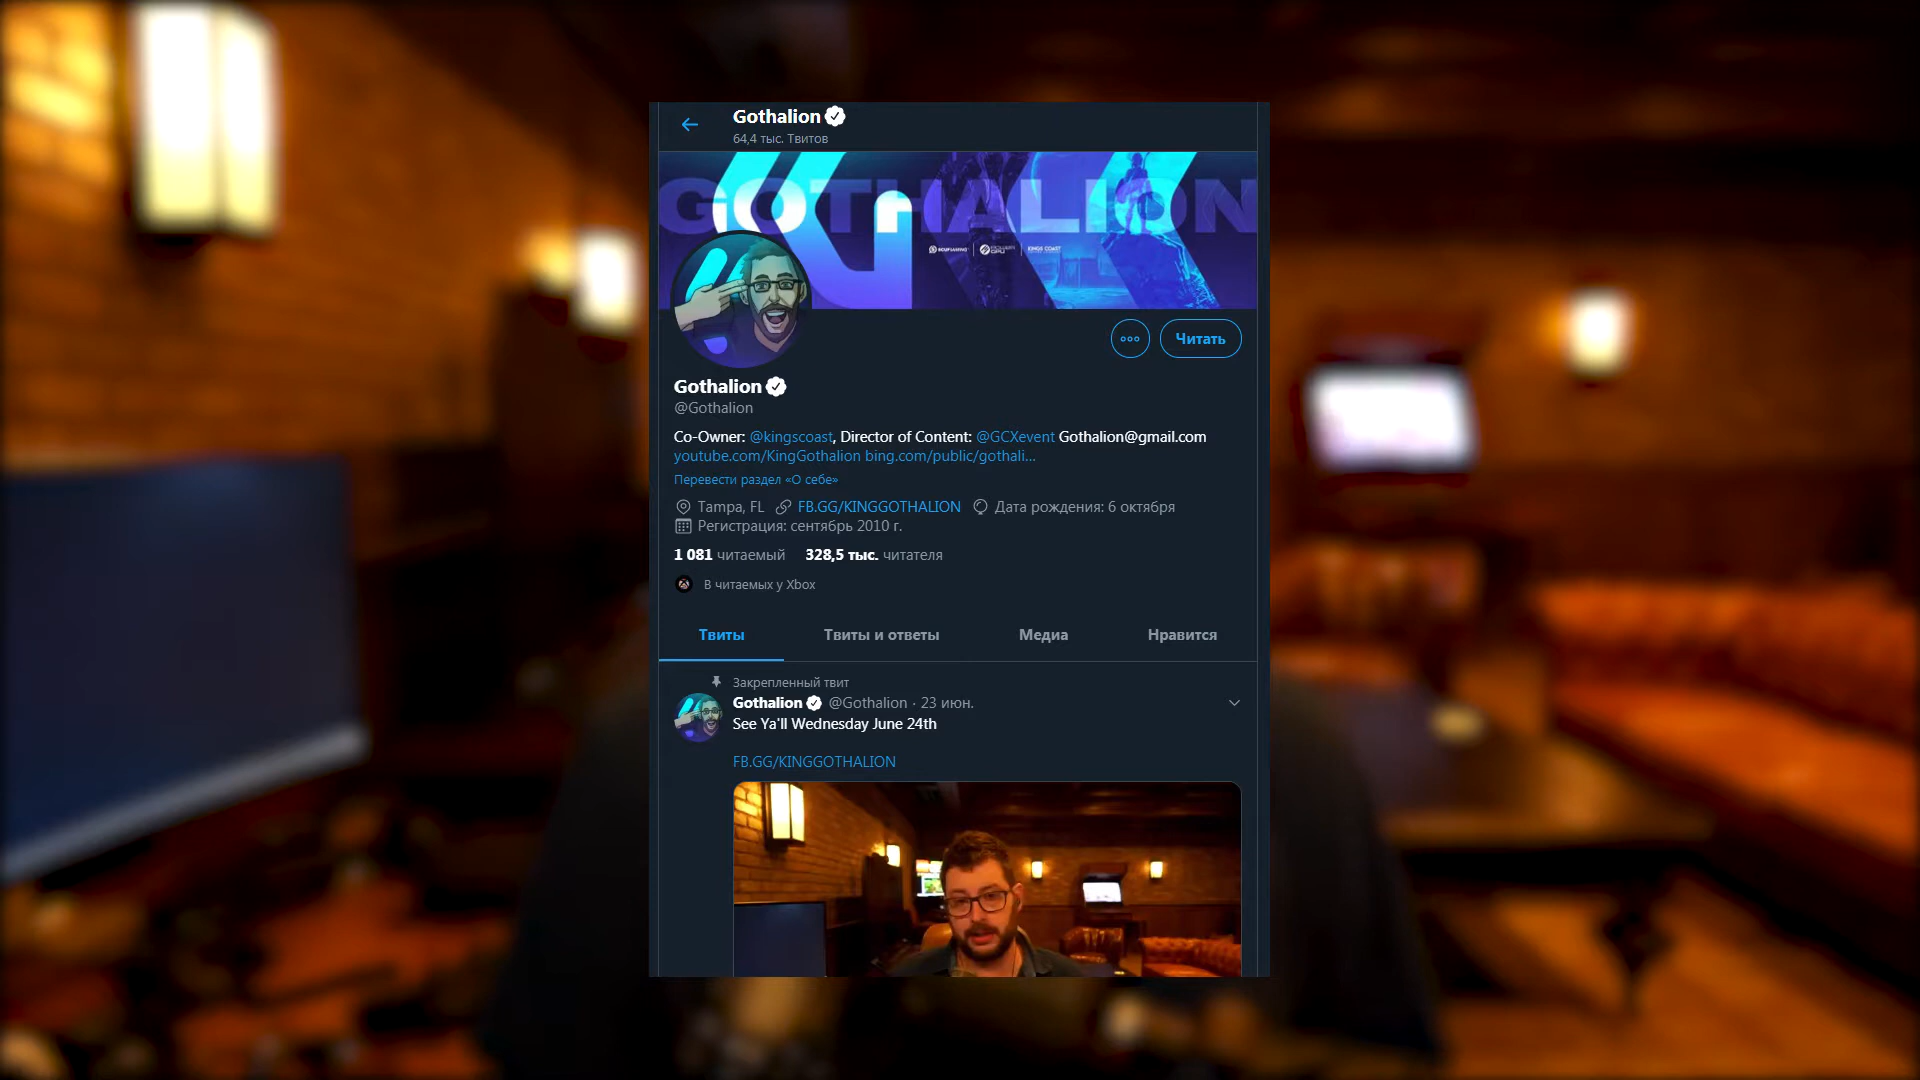 Gothalion
64,4 тыс. Твитов
GOTHALION
KINGS COAST
Читать
Gothalion
@Gothalion
Co-Owner: @kingscoast, Director of Content: @GCXevent Gothalion@gmail.com
youtube.com/KingGothalion bing.com/public/gothali…
Перевести раздел «О себе»
Tampa, FL FB.GG/KINGGOTHALION Дата рождения: 6 октября
Регистрация: сентябрь 2010 г.
1 081 читаемый 328,5 тыс. читателя
В читаемых у Xbox
Твиты Твиты и ответы Медиа Нравится
Закрепленный твит
Gothalion @Gothalion · 23 июн.
See Ya'll Wednesday June 24th
FB.GG/KINGGOTHALION